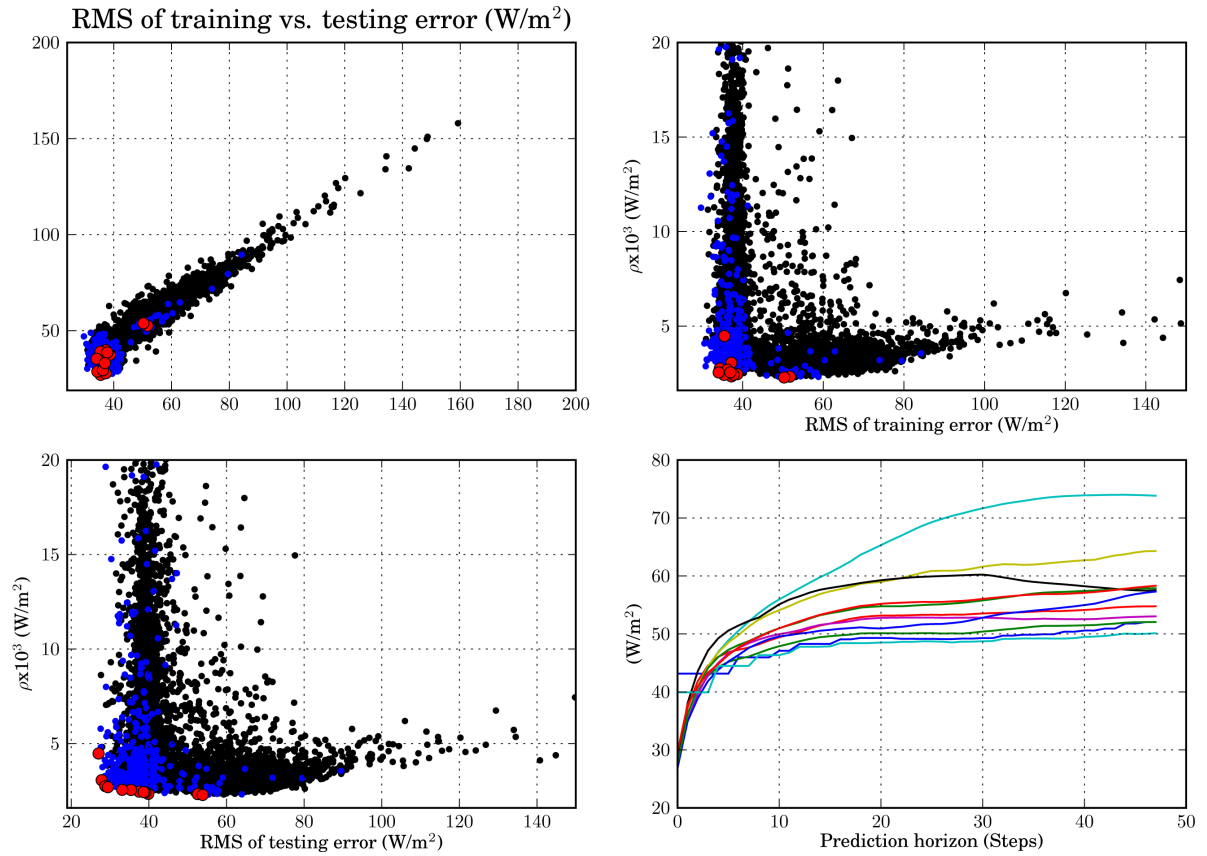 RMS of training vs. testing error (W/m²)
200
150
100
50
40 60 80 100 120 140 160 180 200
20
15
10
5
ρx10³ (W/m²)
40 60 80 100 120 140
RMS of training error (W/m²)
20
15
10
5
ρx10³ (W/m²)
20 40 60 80 100 120 140
RMS of testing error (W/m²)
80
70
60
50
40
30
20
(W/m²)
0 10 20 30 40 50
Prediction horizon (Steps)